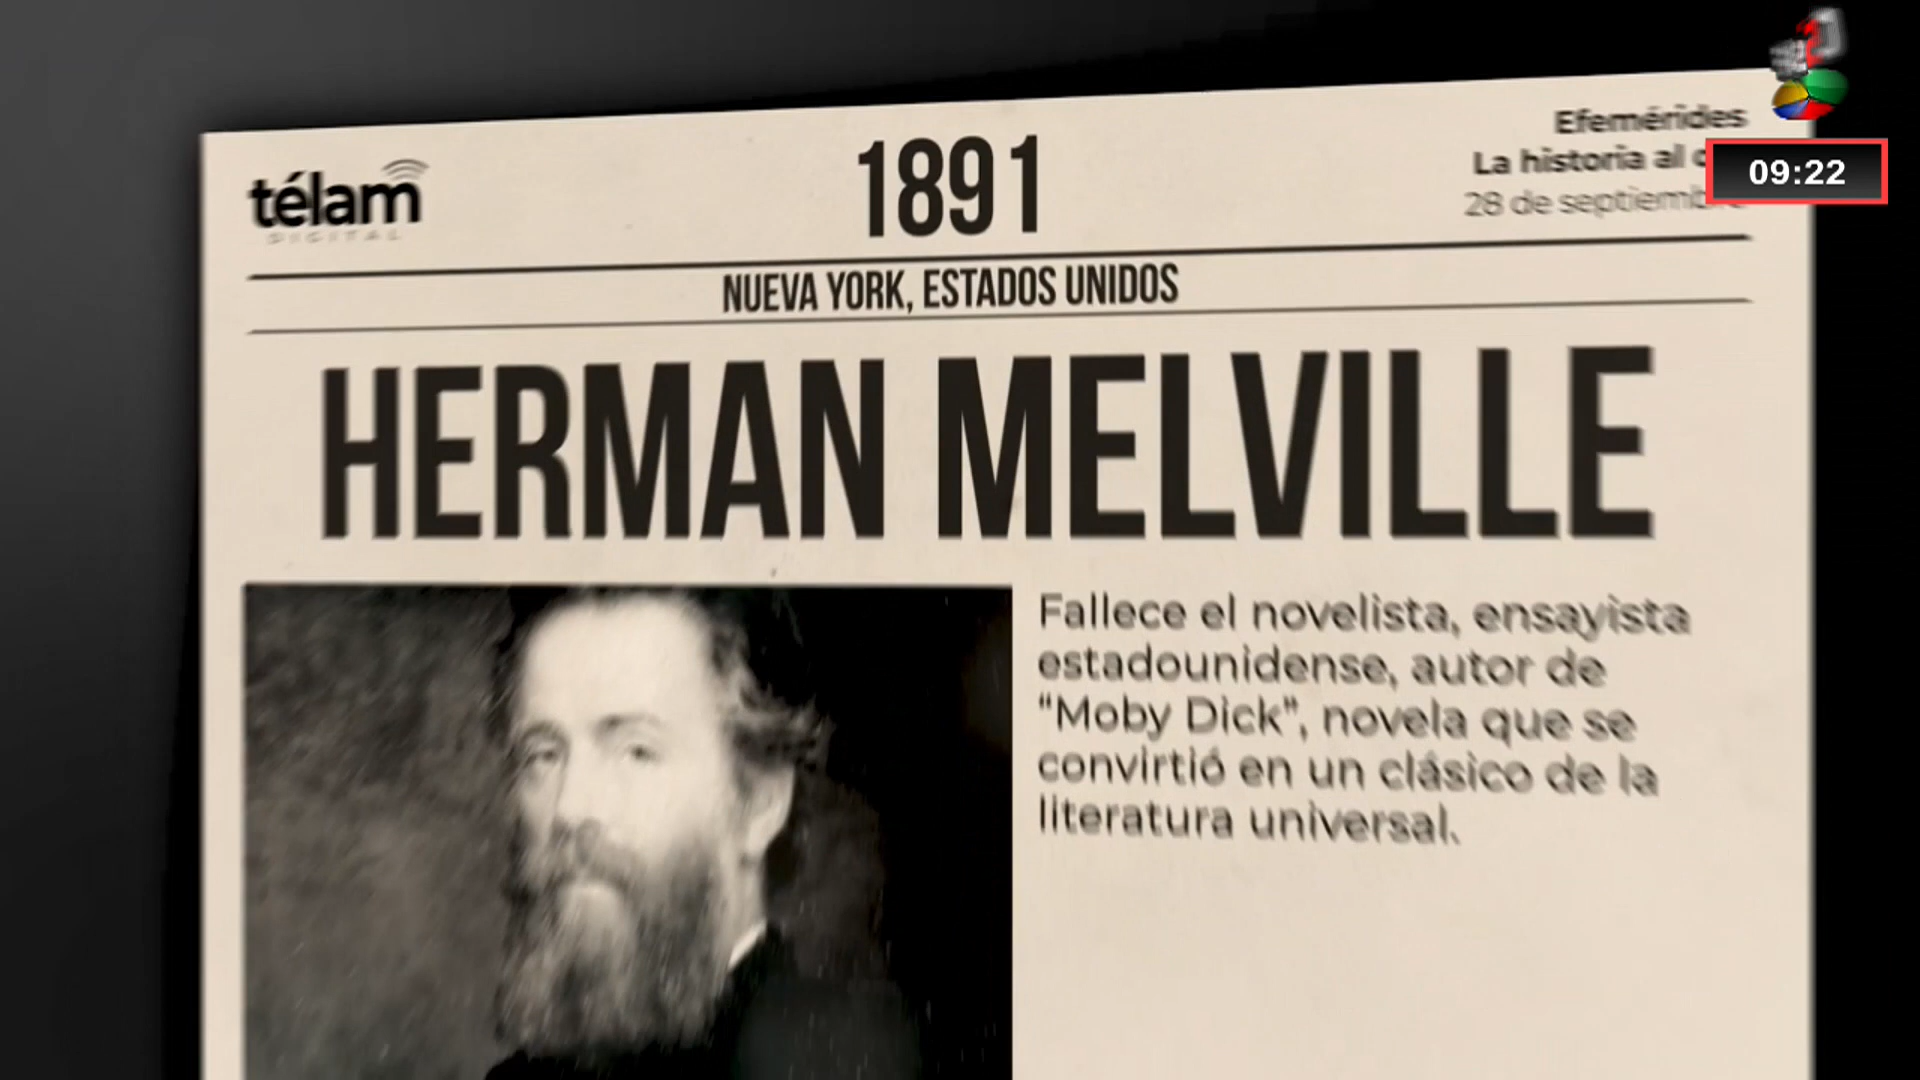 Efemérides
télam
DIGITAL
1891
La historia al
09:22
28 de septiembre
NUEVA YORK, ESTADOS UNIDOS
HERMAN MELVILLE
Fallece el novelista, ensayista
estadounidense, autor de
“Moby Dick”, novela que se
convirtió en un clásico de la
literatura universal.